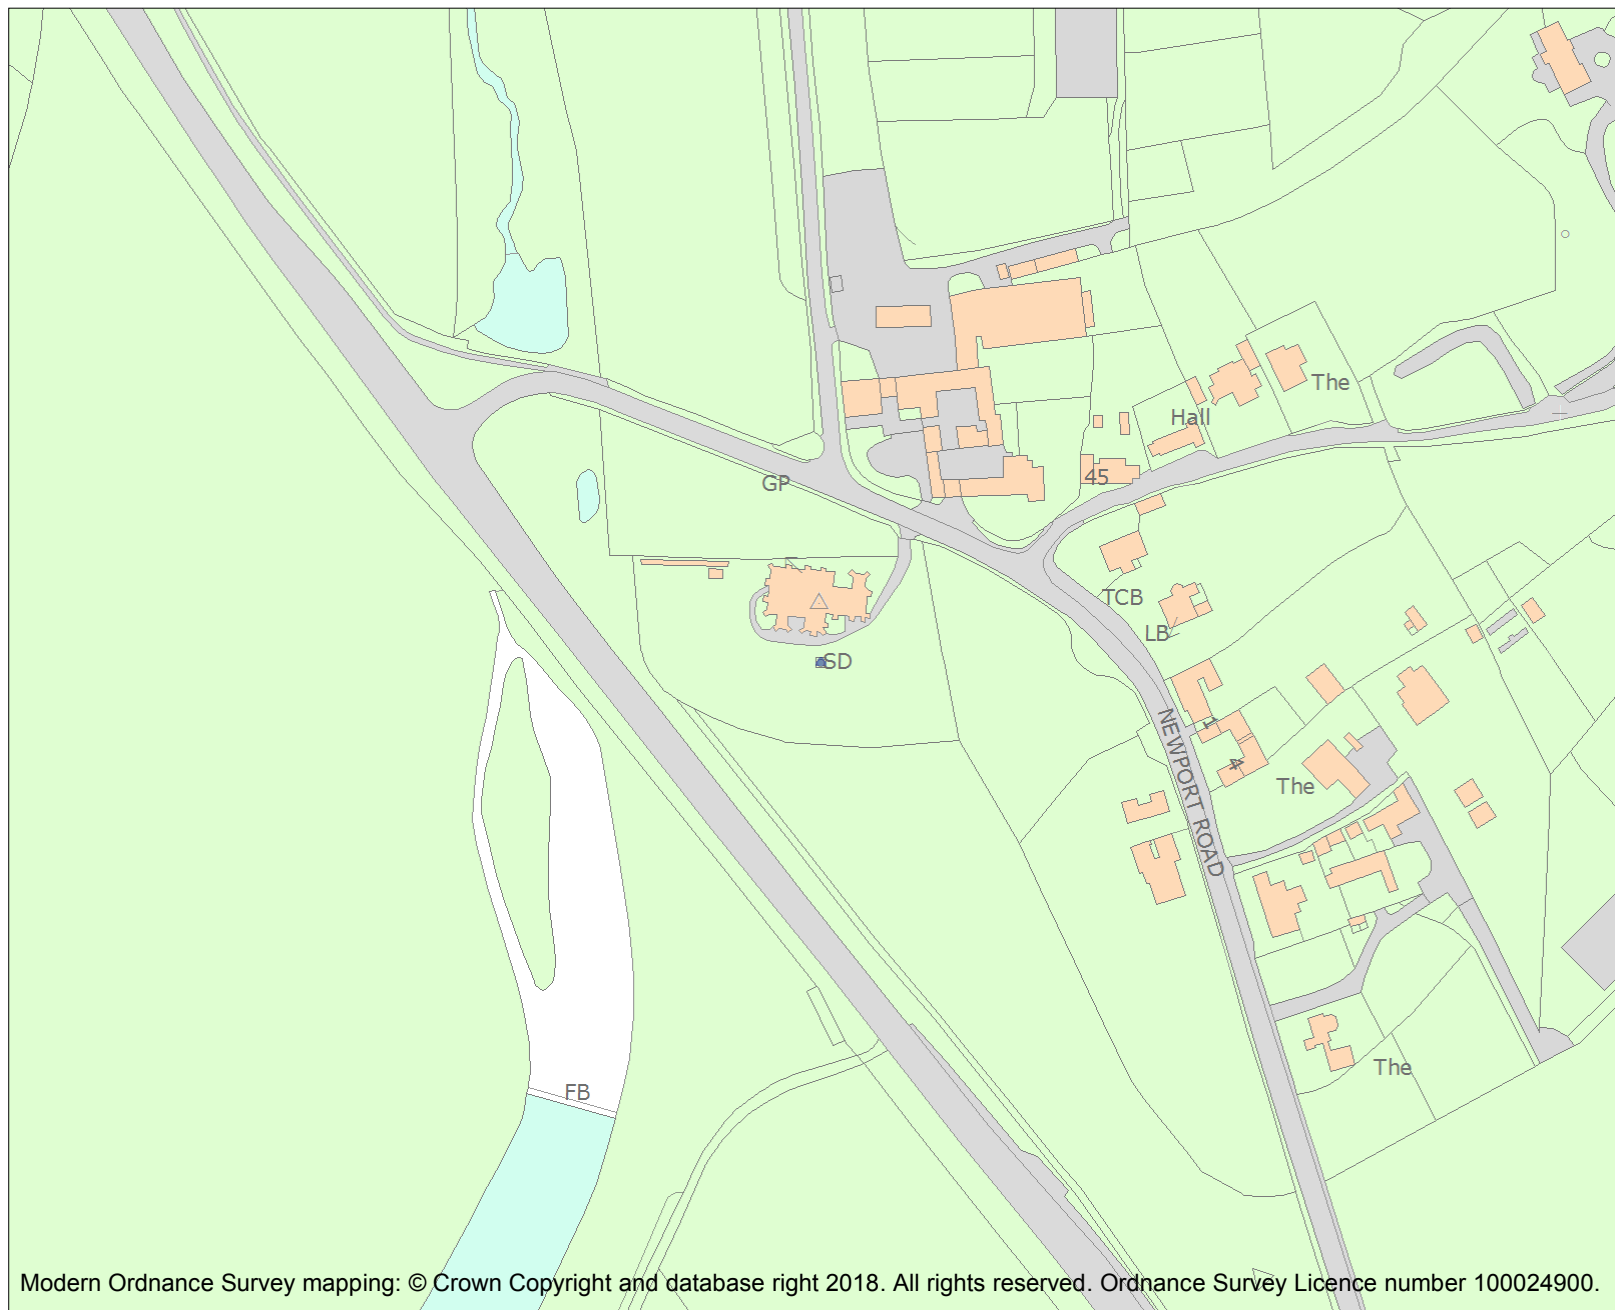 The
Hall
45
GP
TCB
LB
SD
1
4
NEWPORT ROAD
The
The
FB
Modern Ordnance Survey mapping: © Crown Copyright and database right 2018. All rights reserved. Ordnance Survey Licence number 100024900.